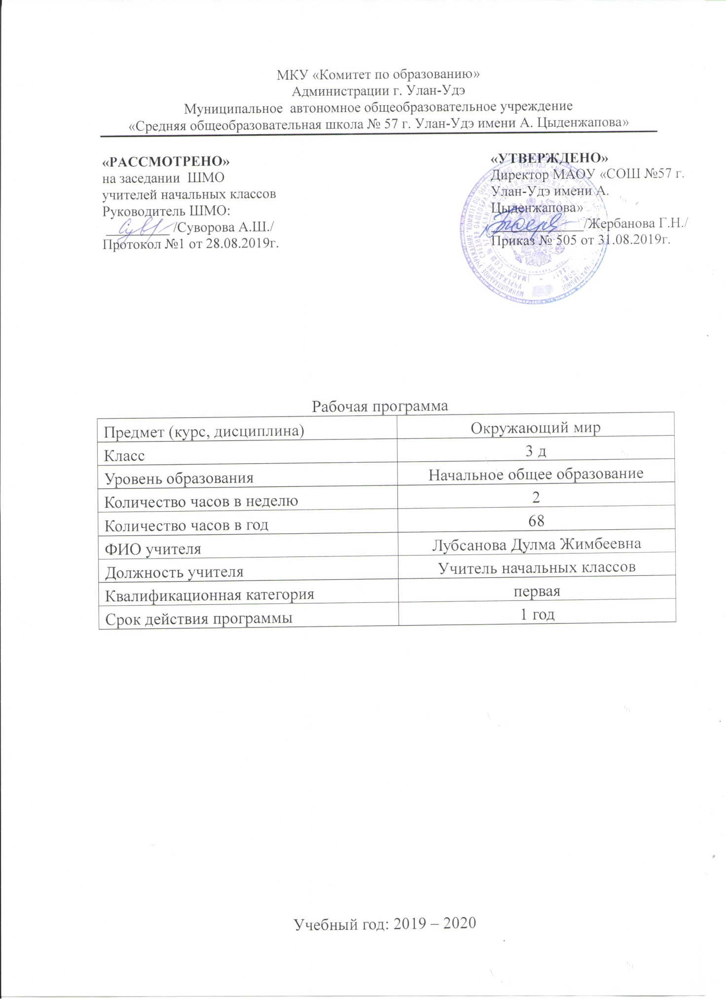 МКУ «Комитет по образованию»
Администрации г. Улан-Удэ
Муниципальное автономное общеобразовательное учреждение
«Средняя общеобразовательная школа № 57 г. Улан-Удэ имени А. Цыденжапова»
«РАССМОТРЕНО»
на заседании ШМО
учителей начальных классов
Руководитель ШМО:
/Суворова А.Ш./
Протокол №1 от 28.08.2019г.
«УТВЕРЖДЕНО»
Директор МАОУ «СОШ №57 г.
Улан-Удэ имени А.
Цыденжапова»
/Жербанова Г.Н./
Приказ № 505 от 31.08.2019г.
Рабочая программа
Предмет (курс, дисциплина) Окружающий мир
Класс 3 д
Уровень образования Начальное общее образование
Количество часов в неделю 2
Количество часов в год 68
ФИО учителя Лубсанова Дулма Жимбеевна
Должность учителя Учитель начальных классов
Квалификационная категория первая
Срок действия программы 1 год
Учебный год: 2019 – 2020